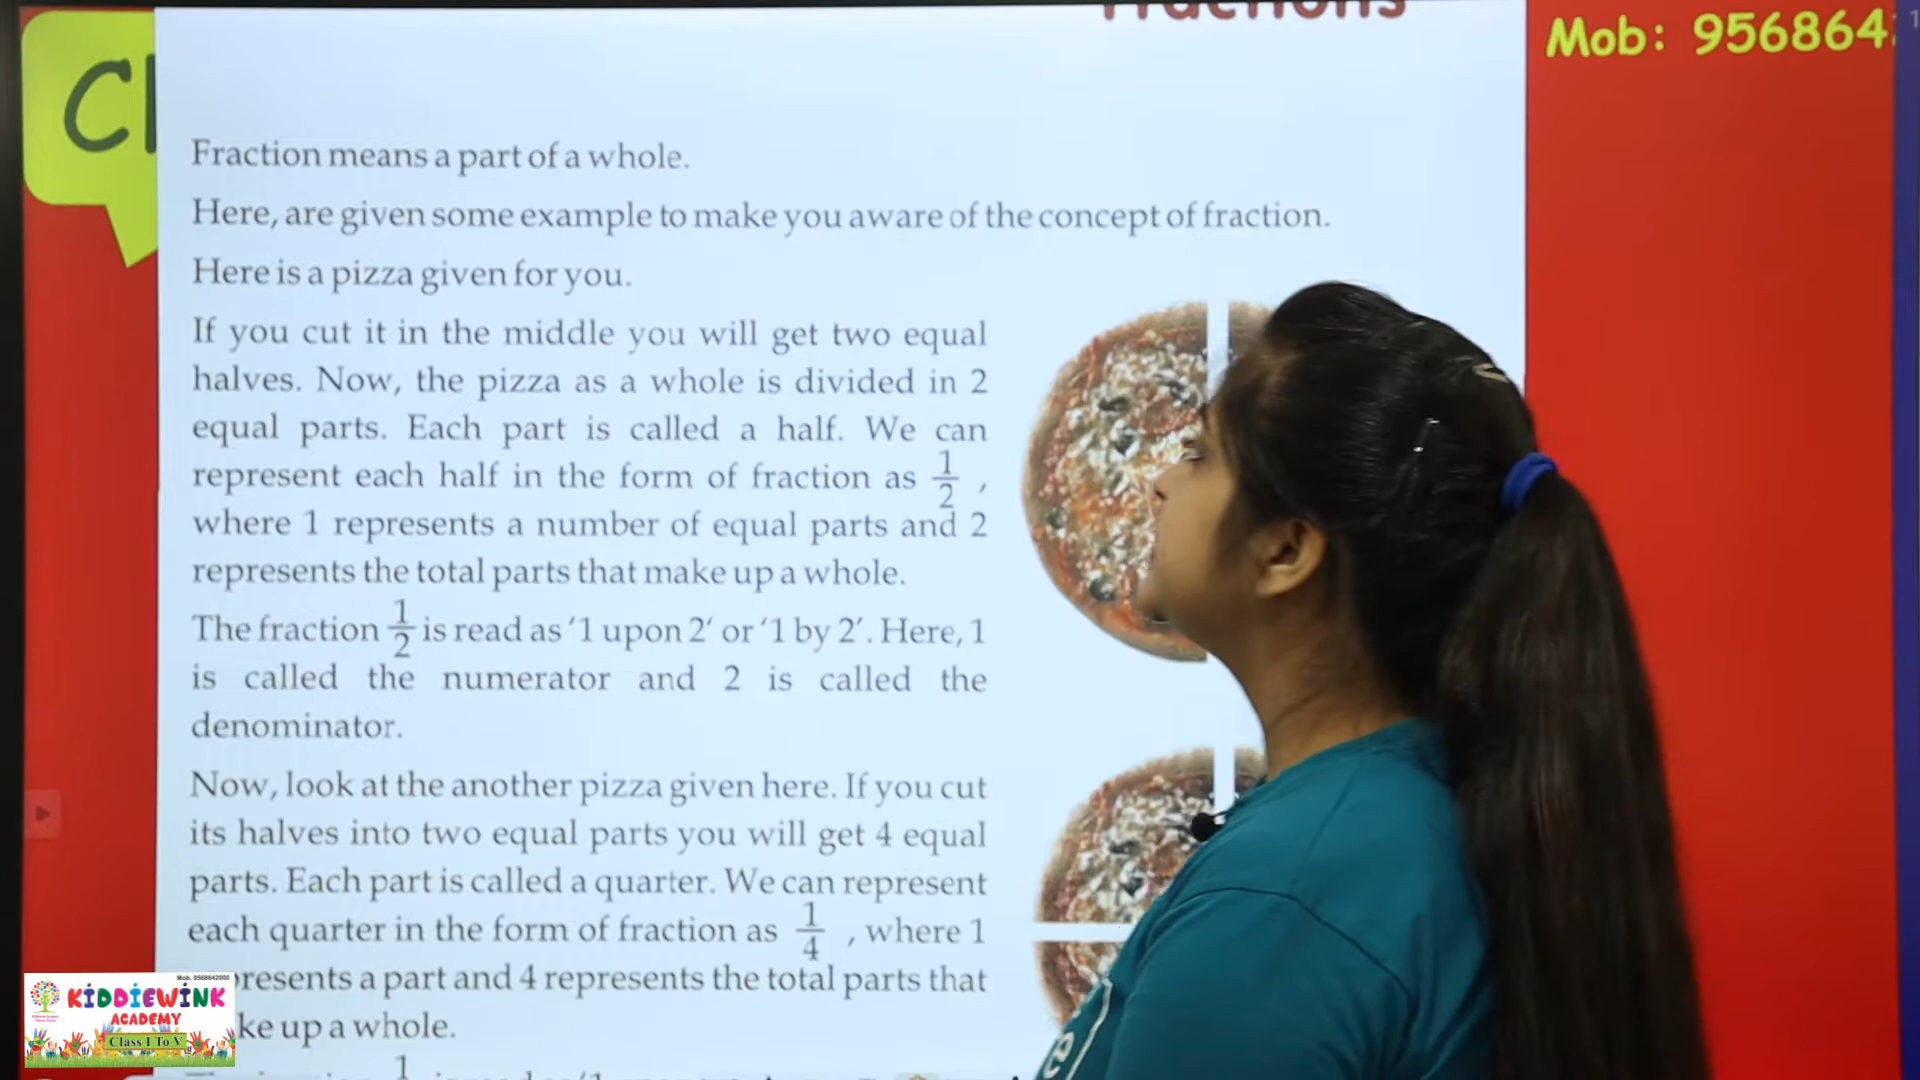 Fractions
Mob: 956864
Fraction means a part of a whole.
Here, are given some example to make you aware of the concept of fraction.
Here is a pizza given for you.
If you cut it in the middle you will get two equal
halves. Now, the pizza as a whole is divided in 2
equal parts. Each part is called a half. We can
represent each half in the form of fraction as 1/2 ,
where 1 represents a number of equal parts and 2
represents the total parts that make up a whole.
The fraction 1/2 is read as ‘1 upon 2‘ or ‘1 by 2’. Here, 1
is called the numerator and 2 is called the
denominator.
Now, look at the another pizza given here. If you cut
its halves into two equal parts you will get 4 equal
parts. Each part is called a quarter. We can represent
each quarter in the form of fraction as 1/4 , where 1
presents a part and 4 represents the total parts that
ke up a whole.
Mob. 9568642000
KiDDiEWiNK
ACADEMY
Class I To V